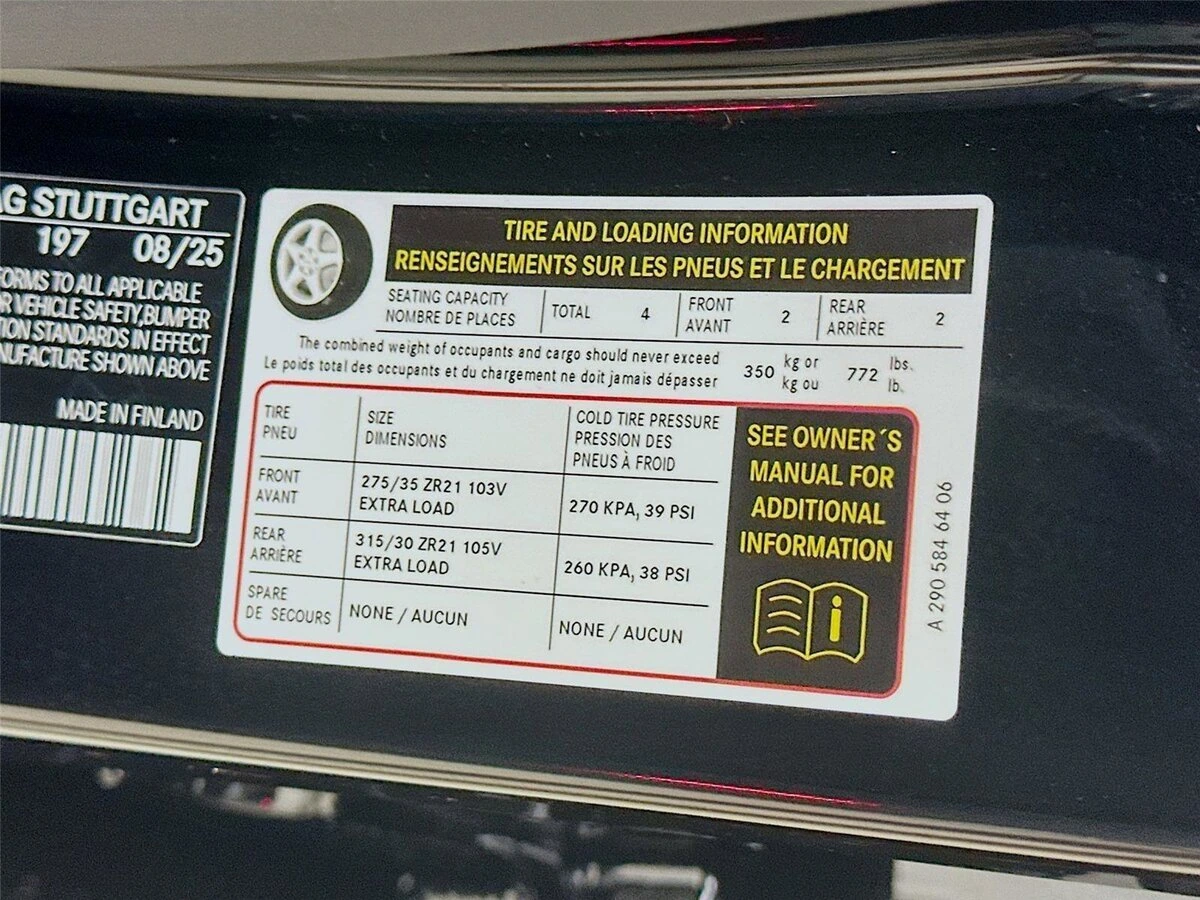 AG STUTTGART
197 08/25
FORMS TO ALL APPLICABLE
R VEHICLE SAFETY, BUMPER
TION STANDARDS IN EFFECT
NUFACTURE SHOWN ABOVE
MADE IN FINLAND
TIRE AND LOADING INFORMATION
RENSEIGNEMENTS SUR LES PNEUS ET LE CHARGEMENT
SEATING CAPACITY TOTAL 4 FRONT 2 REAR 2
NOMBRE DE PLACES AVANT ARRIÈRE
The combined weight of occupants and cargo should never exceed 350 kg or 772 lbs.
Le poids total des occupants et du chargement ne doit jamais dépasser kg ou lb.
TIRE SIZE COLD TIRE PRESSURE
PNEU DIMENSIONS PRESSION DES
PNEUS À FROID
FRONT 275/35 ZR21 103V 270 KPA, 39 PSI
AVANT EXTRA LOAD
REAR 315/30 ZR21 105V 260 KPA, 38 PSI
ARRIÈRE EXTRA LOAD
SPARE NONE / AUCUN NONE / AUCUN
DE SECOURS
SEE OWNER´S
MANUAL FOR
ADDITIONAL
INFORMATION
A 290 584 64 06